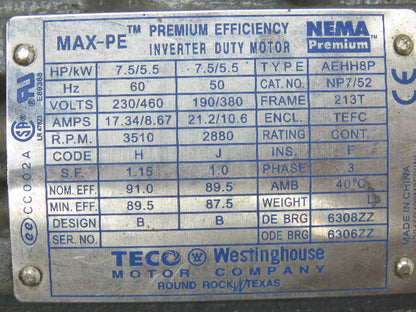 MAX-PE™ PREMIUM EFFICIENCY INVERTER DUTY MOTOR
NEMA Premium
HP/kW 7.5/5.5 7.5/5.5 TYPE AEHH8P
Hz 60 50 CAT. NO. NP7/52
VOLTS 230/460 190/380 FRAME 213T
AMPS 17.34/8.67 21.2/10.6 ENCL. TEFC
R.P.M. 3510 2880 RATING CONT.
CODE H J INS. F
S.F. 1.15 1.0 PHASE 3
NOM. EFF. 91.0 89.5 AMB 40°C
MIN. EFF. 89.5 87.5 WEIGHT
DESIGN B B DE BRG 6308ZZ
SER. NO. ODE BRG 6306ZZ
TECO Westinghouse
MOTOR COMPANY
ROUND ROCK, TEXAS
CC002A
MADE IN CHINA